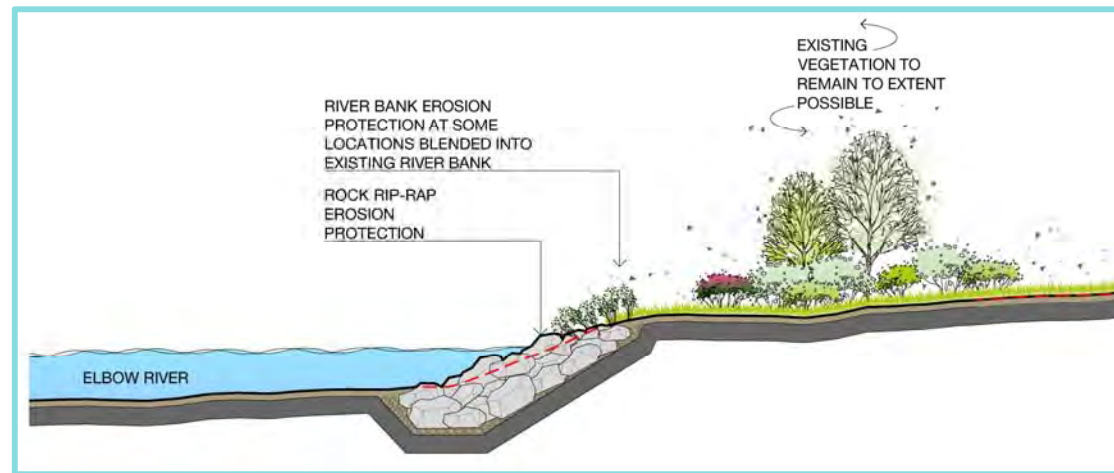 EXISTING
VEGETATION TO
REMAIN TO EXTENT
POSSIBLE
RIVER BANK EROSION
PROTECTION AT SOME
LOCATIONS BLENDED INTO
EXISTING RIVER BANK
ROCK RIP-RAP
EROSION
PROTECTION
ELBOW RIVER